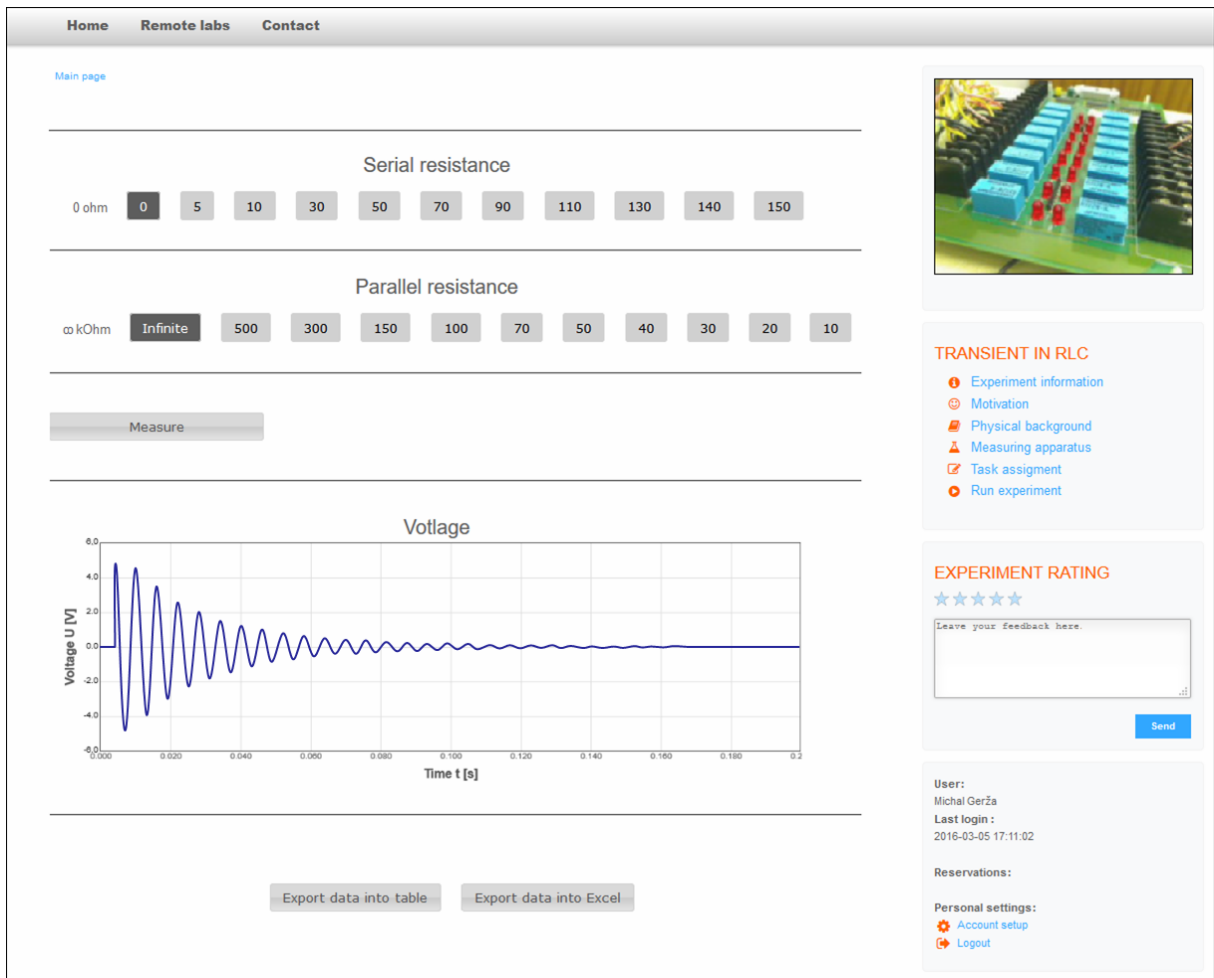 Home Remote labs Contact
Main page
Serial resistance
0 ohm 0 5 10 30 50 70 90 110 130 140 150
Parallel resistance
∞ kOhm Infinite 500 300 150 100 70 50 40 30 20 10
Measure
Votlage
6,0
4.0
2.0
0.0
-2.0
-4.0
-6,0
Voltage U [V]
0.000 0.020 0.040 0.060 0.080 0.100 0.120 0.140 0.160 0.180 0.2
Time t [s]
Export data into table Export data into Excel
TRANSIENT IN RLC
Experiment information
Motivation
Physical background
Measuring apparatus
Task assigment
Run experiment
EXPERIMENT RATING
Leave your feedback here.
Send
User:
Michal Gerža
Last login :
2016-03-05 17:11:02
Reservations:
Personal settings:
Account setup
Logout